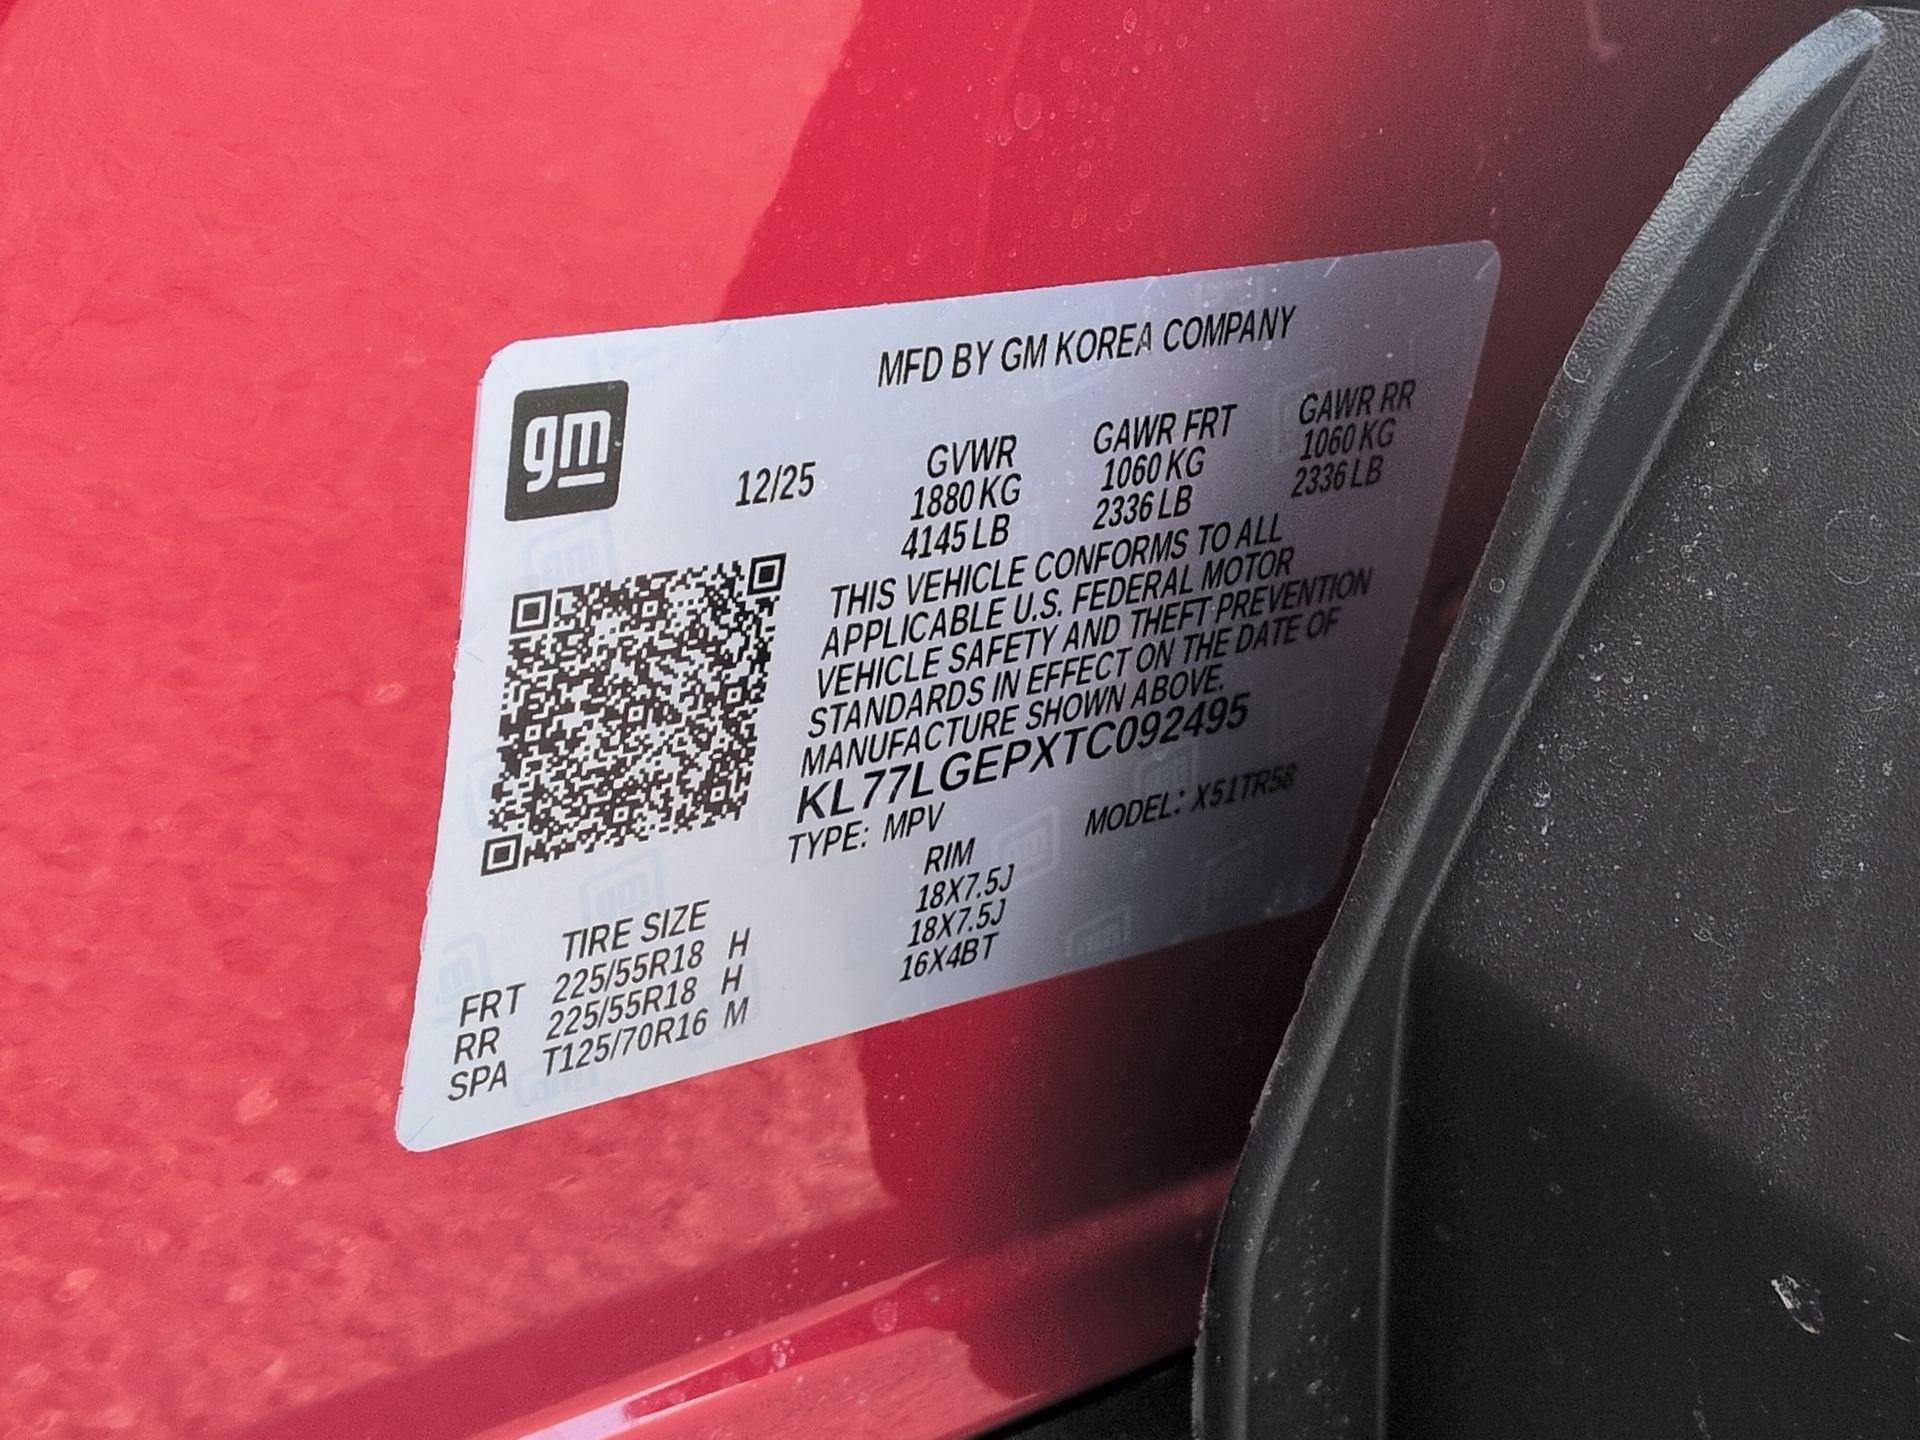 MFD BY GM KOREA COMPANY
gm
12/25
GVWR GAWR FRT GAWR RR
1880 KG 1060 KG 1060 KG
4145 LB 2336 LB 2336 LB
THIS VEHICLE CONFORMS TO ALL
APPLICABLE U.S. FEDERAL MOTOR
VEHICLE SAFETY AND THEFT PREVENTION
STANDARDS IN EFFECT ON THE DATE OF
MANUFACTURE SHOWN ABOVE.
KL77LGEPXTC092495
TYPE: MPV MODEL: X51TR58
TIRE SIZE RIM
FRT 225/55R18 H 18X7.5J
RR 225/55R18 H 18X7.5J
SPA T125/70R16 M 16X4BT